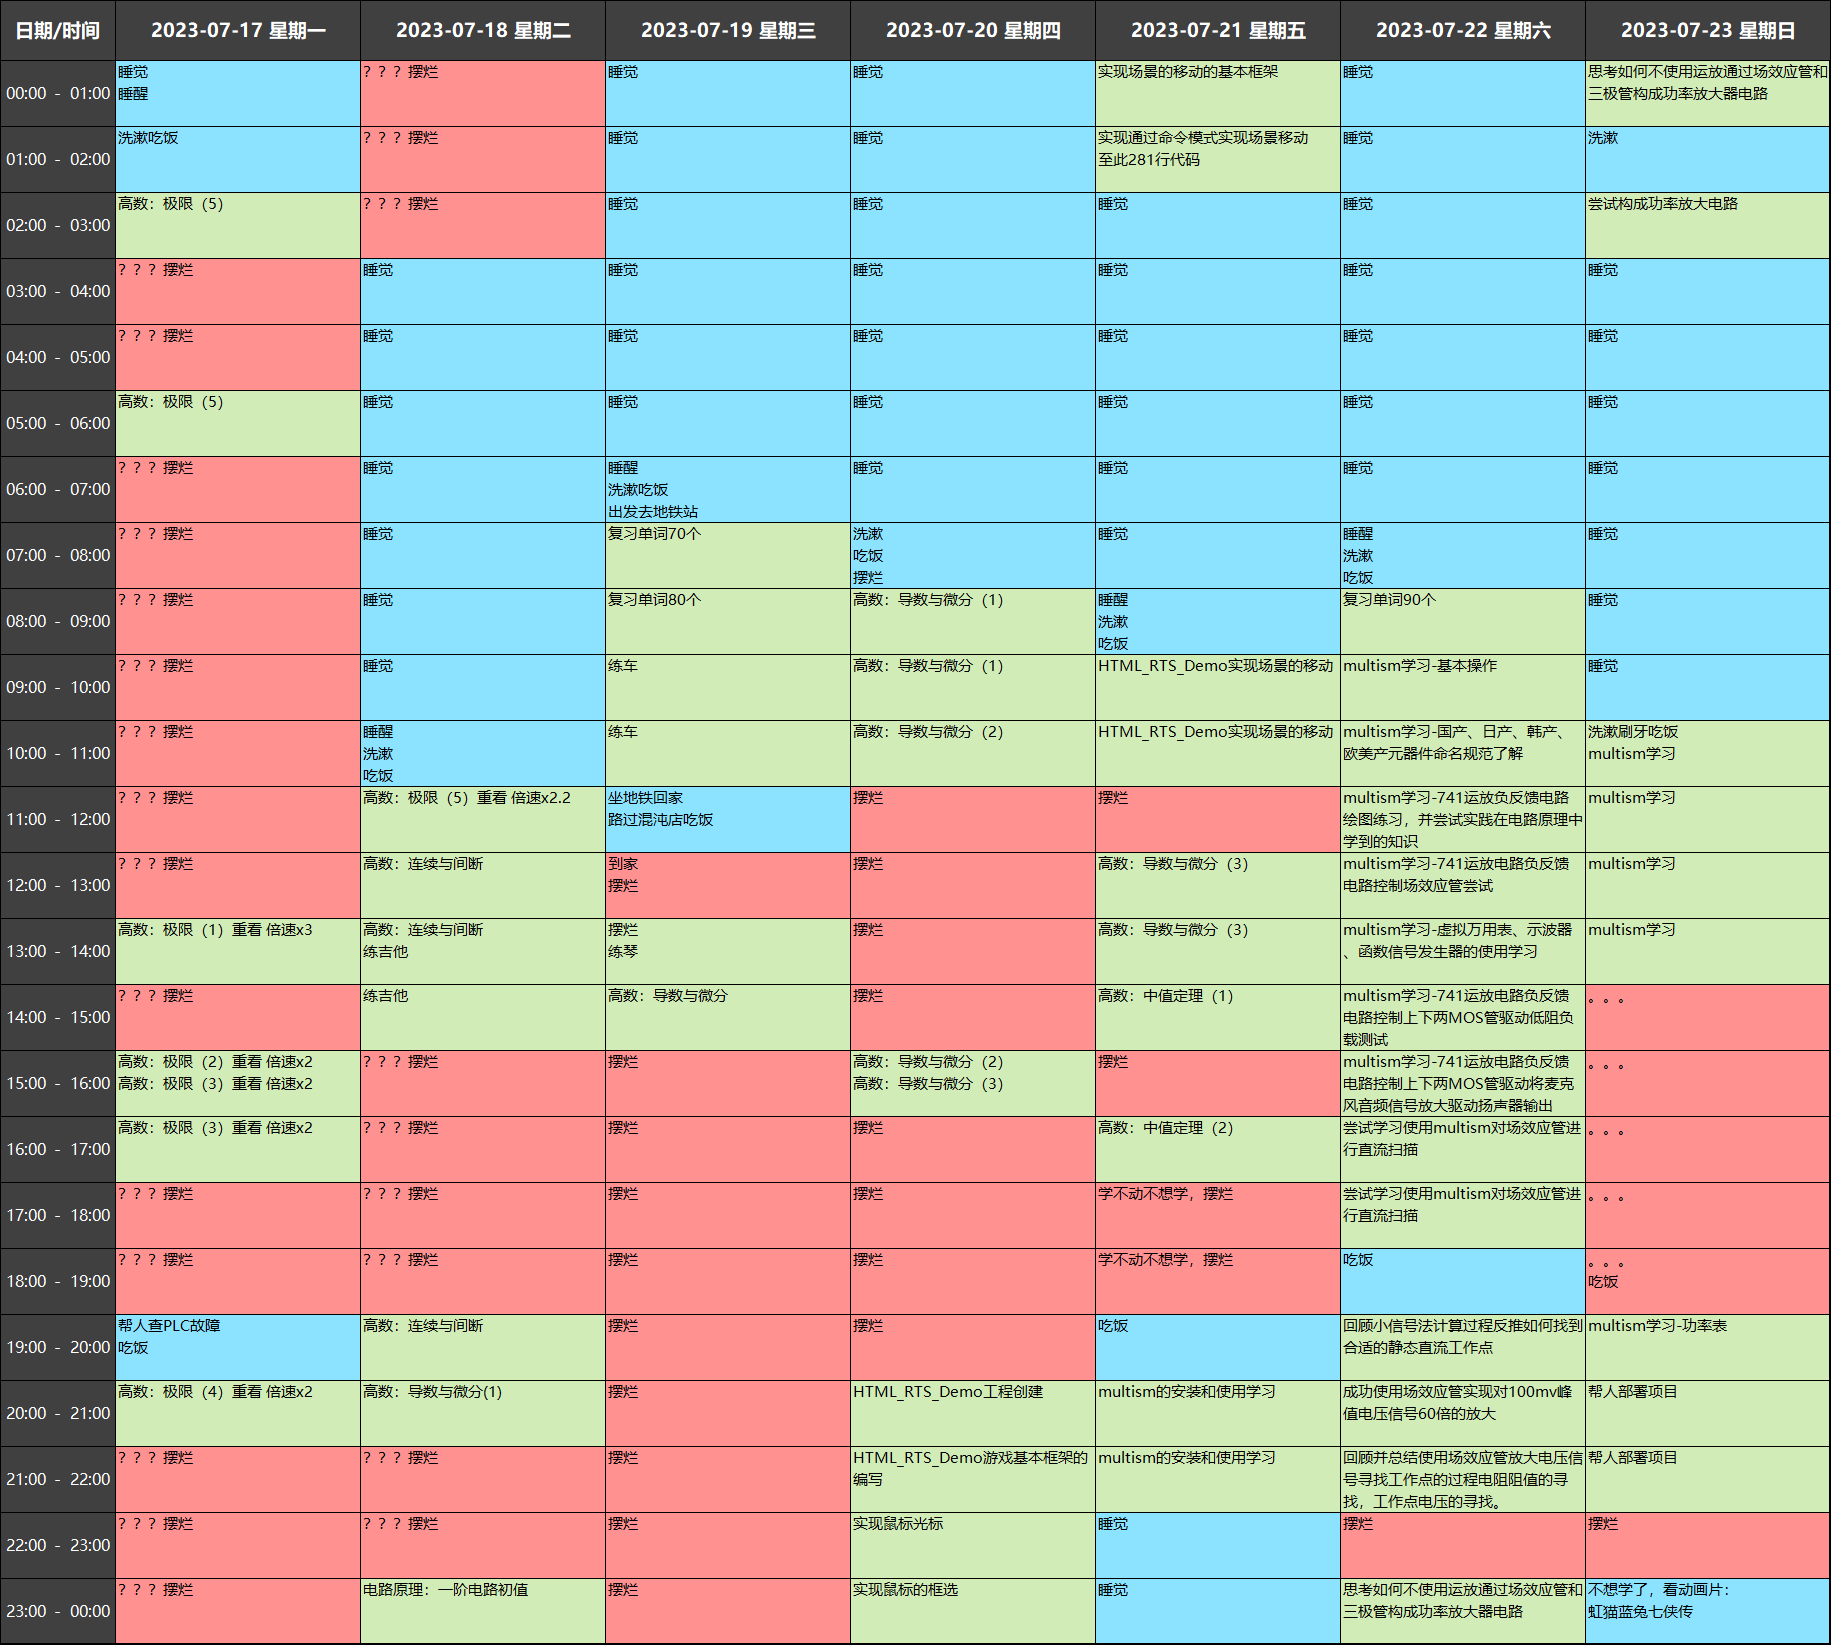 日期/时间
2023-07-17 星期一
2023-07-18 星期二
2023-07-19 星期三
2023-07-20 星期四
2023-07-21 星期五
2023-07-22 星期六
2023-07-23 星期日
00:00 - 01:00
睡觉
睡醒
？？？摆烂
睡觉
睡觉
实现场景的移动的基本框架
睡觉
思考如何不使用运放通过场效应管和
三极管构成功率放大器电路
01:00 - 02:00
洗漱吃饭
？？？摆烂
睡觉
睡觉
实现通过命令模式实现场景移动
至此281行代码
睡觉
洗漱
02:00 - 03:00
高数：极限（5）
？？？摆烂
睡觉
睡觉
睡觉
睡觉
尝试构成功率放大电路
03:00 - 04:00
？？？摆烂
睡觉
睡觉
睡觉
睡觉
睡觉
睡觉
04:00 - 05:00
？？？摆烂
睡觉
睡觉
睡觉
睡觉
睡觉
睡觉
05:00 - 06:00
高数：极限（5）
睡觉
睡觉
睡觉
睡觉
睡觉
睡觉
06:00 - 07:00
？？？摆烂
睡觉
睡醒
洗漱吃饭
出发去地铁站
睡觉
睡觉
睡觉
睡觉
07:00 - 08:00
？？？摆烂
睡觉
复习单词70个
洗漱
吃饭
摆烂
睡觉
睡醒
洗漱
吃饭
睡觉
08:00 - 09:00
？？？摆烂
睡觉
复习单词80个
高数：导数与微分（1）
睡醒
洗漱
吃饭
复习单词90个
睡觉
09:00 - 10:00
？？？摆烂
睡觉
练车
高数：导数与微分（1）
HTML_RTS_Demo实现场景的移动
multism学习-基本操作
睡觉
10:00 - 11:00
？？？摆烂
睡醒
洗漱
吃饭
练车
高数：导数与微分（2）
HTML_RTS_Demo实现场景的移动
multism学习-国产、日产、韩产、
欧美产元器件命名规范了解
洗漱刷牙吃饭
multism学习
11:00 - 12:00
？？？摆烂
高数：极限（5）重看 倍速x2.2
坐地铁回家
路过混沌店吃饭
摆烂
摆烂
multism学习-741运放负反馈电路
绘图练习，并尝试实践在电路原理中
学到的知识
multism学习
12:00 - 13:00
？？？摆烂
高数：连续与间断
到家
摆烂
摆烂
高数：导数与微分（3）
multism学习-741运放电路负反馈
电路控制场效应管尝试
multism学习
13:00 - 14:00
高数：极限（1）重看 倍速x3
高数：连续与间断
练吉他
摆烂
练琴
摆烂
高数：导数与微分（3）
multism学习-虚拟万用表、示波器
、函数信号发生器的使用学习
multism学习
14:00 - 15:00
？？？摆烂
练吉他
高数：导数与微分
摆烂
高数：中值定理（1）
multism学习-741运放电路负反馈
电路控制上下两MOS管驱动低阻负
载测试
。。。
15:00 - 16:00
高数：极限（2）重看 倍速x2
高数：极限（3）重看 倍速x2
？？？摆烂
摆烂
高数：导数与微分（2）
高数：导数与微分（3）
摆烂
multism学习-741运放电路负反馈
电路控制上下两MOS管驱动将麦克
风音频信号放大驱动扬声器输出
。。。
16:00 - 17:00
高数：极限（3）重看 倍速x2
？？？摆烂
摆烂
摆烂
高数：中值定理（2）
尝试学习使用multism对场效应管进
行直流扫描
。。。
17:00 - 18:00
？？？摆烂
？？？摆烂
摆烂
摆烂
学不动不想学，摆烂
尝试学习使用multism对场效应管进
行直流扫描
。。。
18:00 - 19:00
？？？摆烂
？？？摆烂
摆烂
摆烂
学不动不想学，摆烂
吃饭
。。。
吃饭
19:00 - 20:00
帮人查PLC故障
吃饭
高数：连续与间断
摆烂
摆烂
吃饭
回顾小信号法计算过程反推如何找到
合适的静态直流工作点
multism学习-功率表
20:00 - 21:00
高数：极限（4）重看 倍速x2
高数：导数与微分(1)
摆烂
HTML_RTS_Demo工程创建
multism的安装和使用学习
成功使用场效应管实现对100mv峰
值电压信号60倍的放大
帮人部署项目
21:00 - 22:00
？？？摆烂
？？？摆烂
摆烂
HTML_RTS_Demo游戏基本框架的
编写
multism的安装和使用学习
回顾并总结使用场效应管放大电压信
号寻找工作点的过程电阻阻值的寻
找，工作点电压的寻找。
帮人部署项目
22:00 - 23:00
？？？摆烂
？？？摆烂
摆烂
实现鼠标光标
睡觉
摆烂
摆烂
23:00 - 00:00
？？？摆烂
电路原理：一阶电路初值
摆烂
实现鼠标的框选
睡觉
思考如何不使用运放通过场效应管和
三极管构成功率放大器电路
不想学了，看动画片：
虹猫蓝兔七侠传